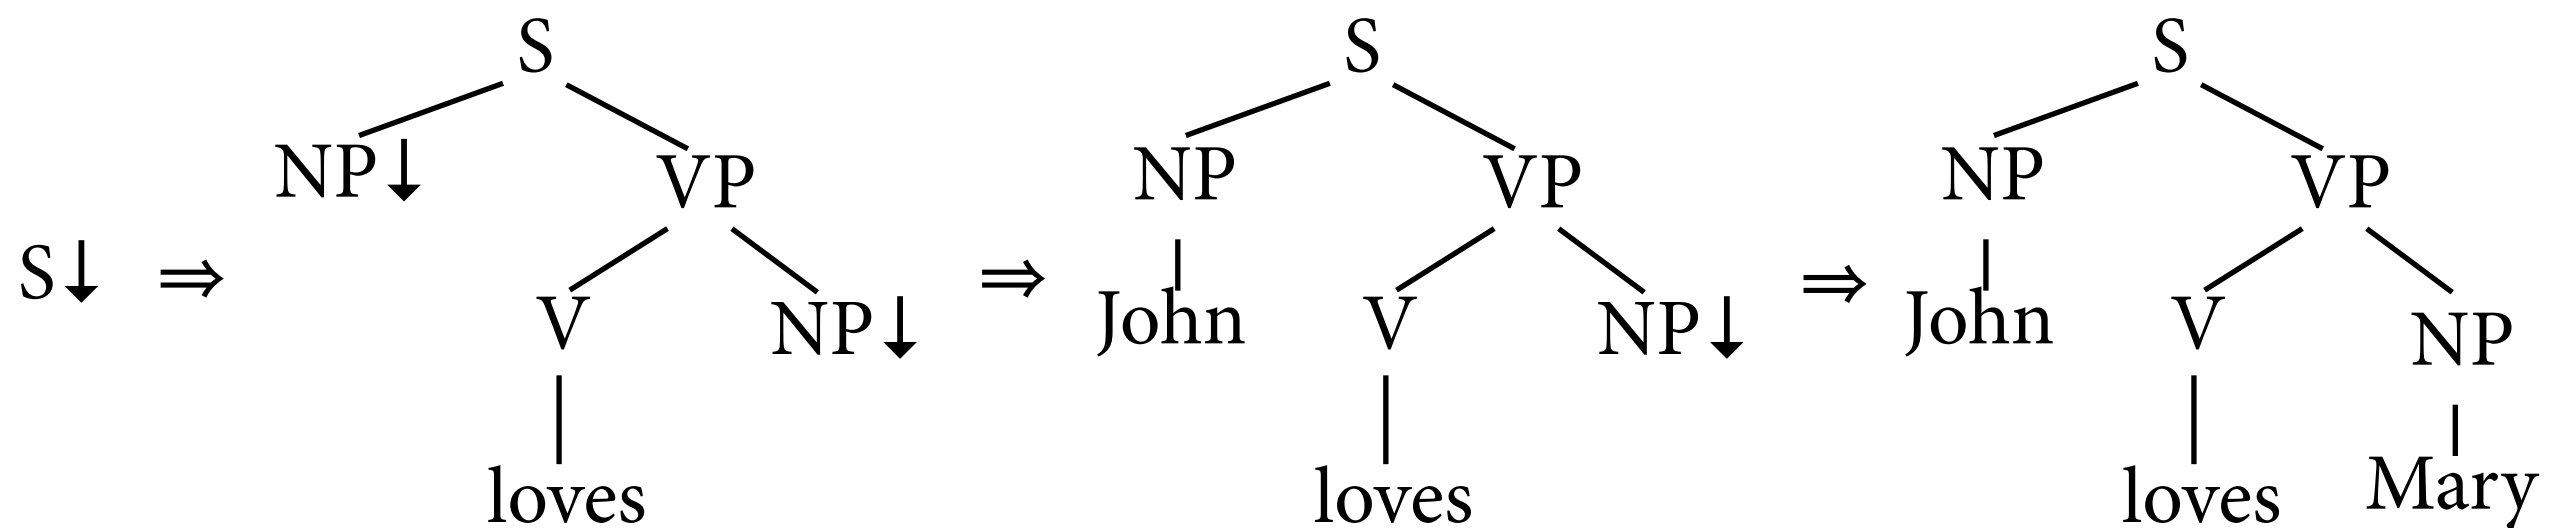 S S S
NP↓ VP NP VP NP VP
S↓ ⇒ ⇒ ⇒
V NP↓ John V NP↓ John V NP
loves loves loves Mary